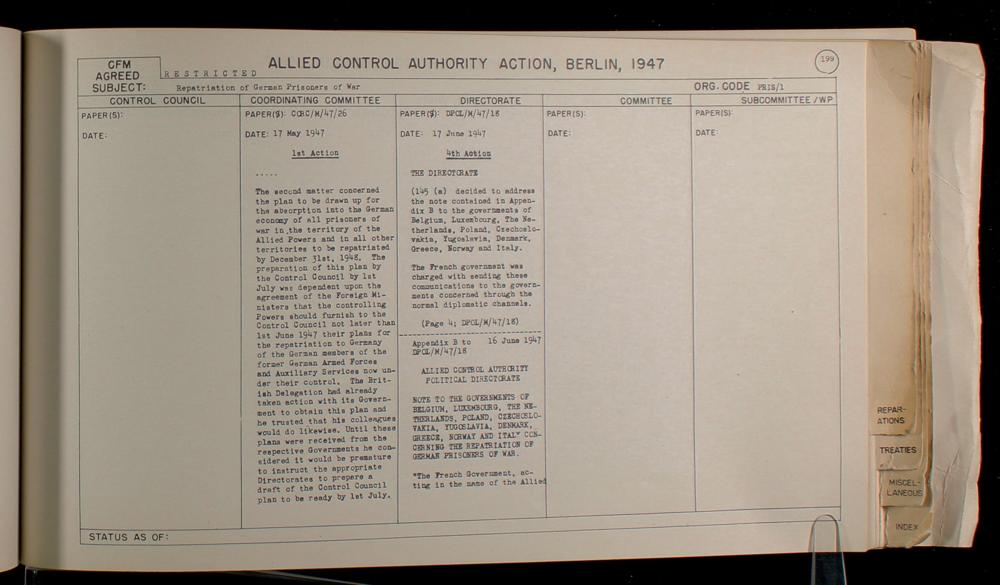 CFM
AGREED
RESTRICTED
ALLIED CONTROL AUTHORITY ACTION, BERLIN, 1947
199
SUBJECT: Repatriation of German Prisoners of War
ORG. CODE PRIS/1
CONTROL COUNCIL
PAPER(S):
DATE:
COORDINATING COMMITTEE
PAPER(S): CORC/M/47/26
DATE: 17 May 1947
1st Action
.....
The second matter concerned
the plan to be drawn up for
the absorption into the German
economy of all prisoners of
war in the territory of the
Allied Powers and in all other
territories to be repatriated
by December 31st, 1948. The
preparation of this plan by
the Control Council by 1st
July was dependent upon the
agreement of the Foreign Mi-
nisters that the controlling
Powers should furnish to the
Control Council not later than
1st June 1947 their plans for
the repatriation to Germany
of the German members of the
former German Armed Forces
and Auxiliary Services now un-
der their control. The Brit-
ish Delegation had already
taken action with its Govern-
ment to obtain this plan and
he trusted that his colleagues
would do likewise. Until these
plans were received from the
respective Governments he con-
sidered it would be premature
to instruct the appropriate
Directorates to prepare a
draft of the Control Council
plan to be ready by 1st July.
DIRECTORATE
PAPER(S): DPOL/M/47/18
DATE: 17 June 1947
4th Action
THE DIRECTORATE
(145 (a) decided to address
the note contained in Appen-
dix B to the governments of
Belgium, Luxembourg, The Ne-
therlands, Poland, Czechoslo-
vakia, Yugoslavia, Denmark,
Greece, Norway and Italy.
The French government was
charged with sending these
communications to the govern-
ments concerned through the
normal diplomatic channels.
(Page 4; DPOL/M/47/18)
Appendix B to 16 June 1947
DPOL/M/47/18
ALLIED CONTROL AUTHORITY
POLITICAL DIRECTORATE
NOTE TO THE GOVERNMENTS OF
BELGIUM, LUXEMBOURG, THE NE-
THERLANDS, POLAND, CZECHOSLO-
VAKIA, YUGOSLAVIA, DENMARK,
GREECE, NORWAY AND ITALY CON-
CERNING THE REPATRIATION OF
GERMAN PRISONERS OF WAR.
"The French Government, ac-
ting in the name of the Allied
COMMITTEE
PAPER(S):
DATE:
SUBCOMMITTEE/WP
PAPER(S):
DATE:
STATUS AS OF:
REPAR-
ATIONS
TREATIES
MISCEL-
LANEOUS
INDEX